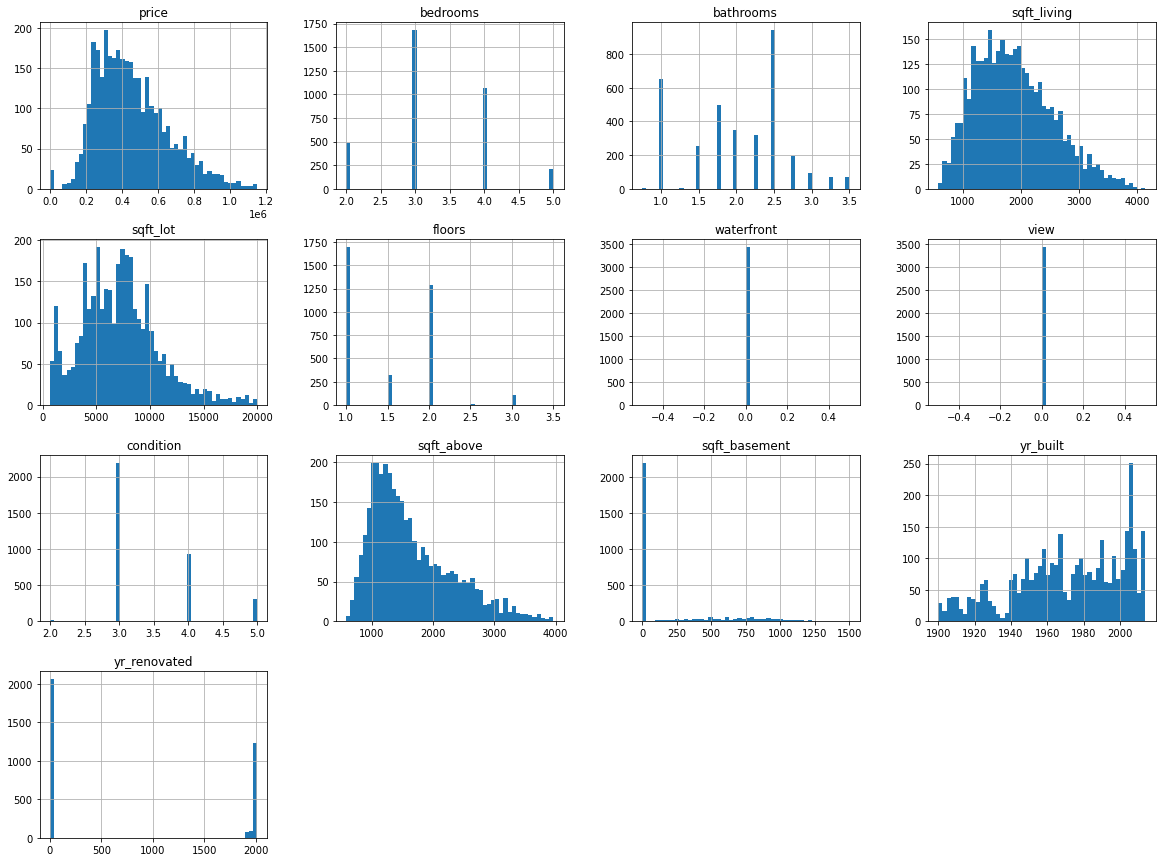 price
200
150
100
50
0
0.0 0.2 0.4 0.6 0.8 1.0 1.2
1e6
bedrooms
1750
1500
1250
1000
750
500
250
0
2.0 2.5 3.0 3.5 4.0 4.5 5.0
bathrooms
800
600
400
200
0
1.0 1.5 2.0 2.5 3.0 3.5
sqft_living
150
125
100
75
50
25
0
1000 2000 3000 4000
sqft_lot
200
150
100
50
0
0 5000 10000 15000 20000
floors
1750
1500
1250
1000
750
500
250
0
1.0 1.5 2.0 2.5 3.0 3.5
waterfront
3500
3000
2500
2000
1500
1000
500
0
−0.4 −0.2 0.0 0.2 0.4
view
3500
3000
2500
2000
1500
1000
500
0
−0.4 −0.2 0.0 0.2 0.4
condition
2000
1500
1000
500
0
2.0 2.5 3.0 3.5 4.0 4.5 5.0
sqft_above
200
150
100
50
0
1000 2000 3000 4000
sqft_basement
2000
1500
1000
500
0
0 250 500 750 1000 1250 1500
yr_built
250
200
150
100
50
0
1900 1920 1940 1960 1980 2000
yr_renovated
2000
1500
1000
500
0
0 500 1000 1500 2000